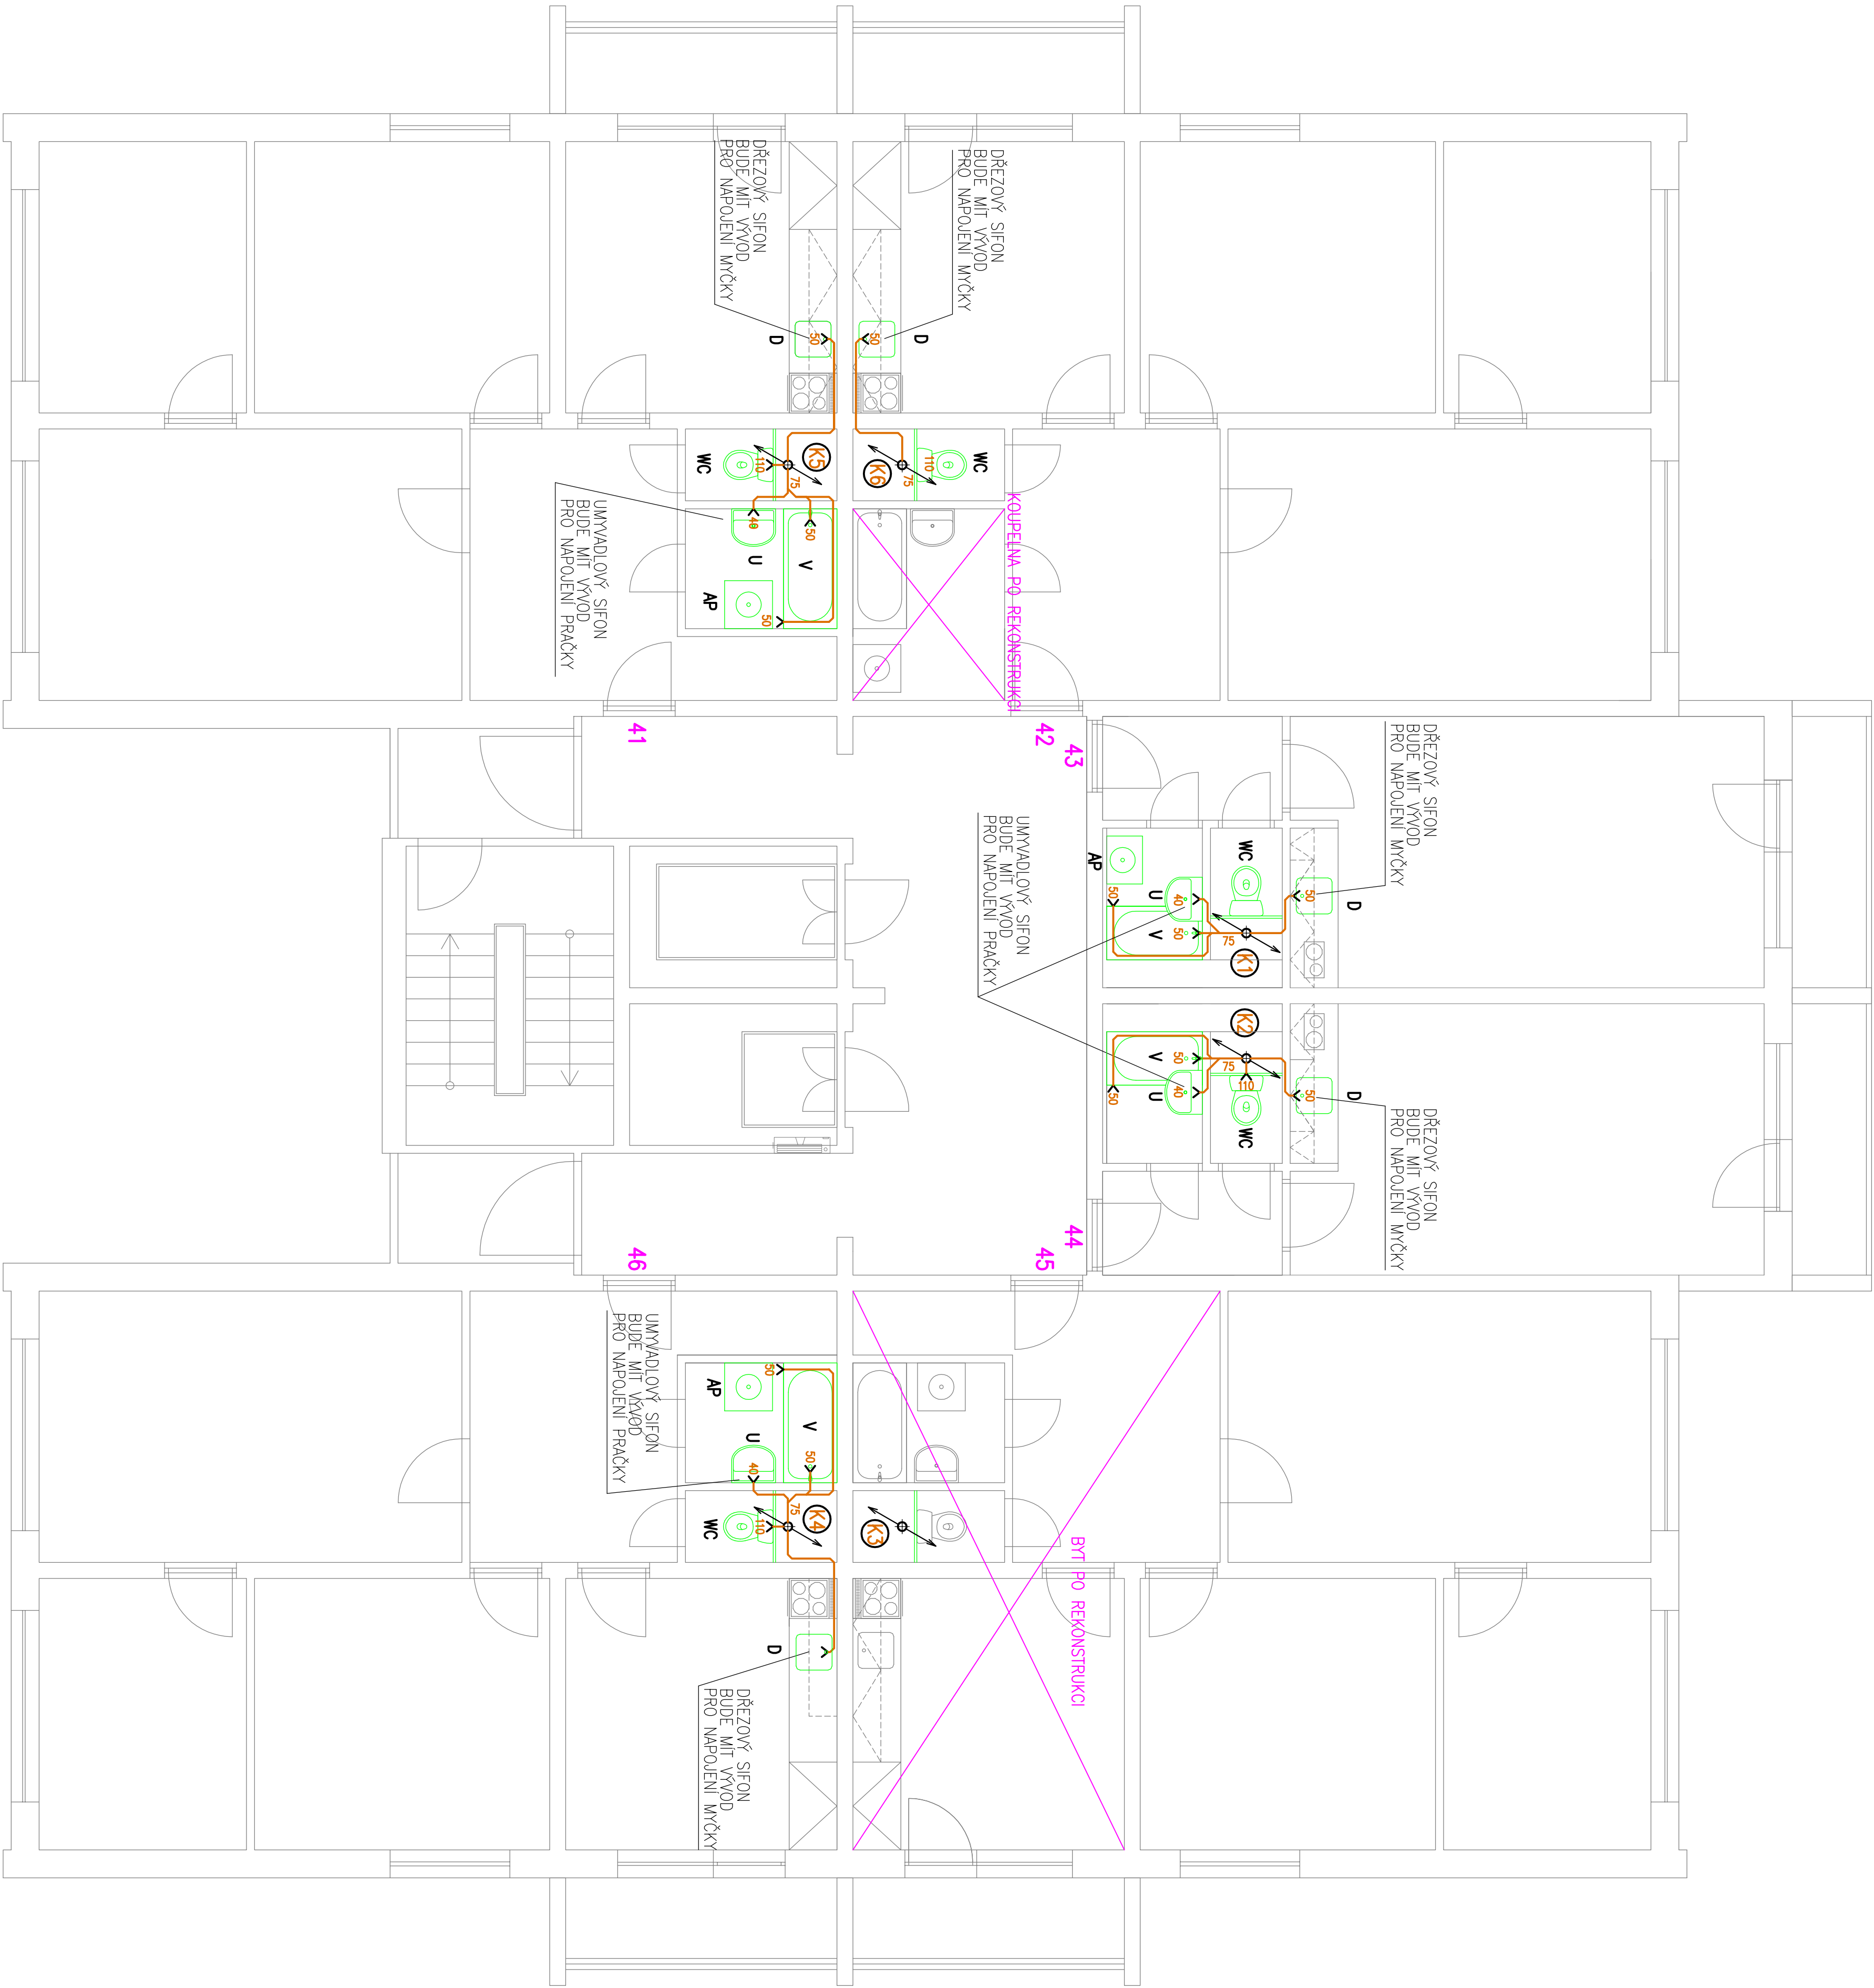 DŘEZOVÝ SIFON
BUDE MÍT VÝVOD
PRO NAPOJENÍ MYČKY
D
50
DŘEZOVÝ SIFON
BUDE MÍT VÝVOD
PRO NAPOJENÍ MYČKY
D
50
WC
110
75
K6
K5
75
110
WC
KOUPELNA PO REKONSTRUKCI
50
40
U
V
AP
50
UMYVADLOVÝ SIFON
BUDE MÍT VÝVOD
PRO NAPOJENÍ PRAČKY
41
42
43
DŘEZOVÝ SIFON
BUDE MÍT VÝVOD
PRO NAPOJENÍ MYČKY
D
50
WC
75
K1
AP
50
U
40
V
50
UMYVADLOVÝ SIFON
BUDE MÍT VÝVOD
PRO NAPOJENÍ PRAČKY
K2
75
110
WC
V
50
U
40
50
D
50
DŘEZOVÝ SIFON
BUDE MÍT VÝVOD
PRO NAPOJENÍ MYČKY
44
45
46
UMYVADLOVÝ SIFON
BUDE MÍT VÝVOD
PRO NAPOJENÍ PRAČKY
50
AP
V
U
50
40
75
K4
110
WC
K3
BYT PO REKONSTRUKCI
D
DŘEZOVÝ SIFON
BUDE MÍT VÝVOD
PRO NAPOJENÍ MYČKY